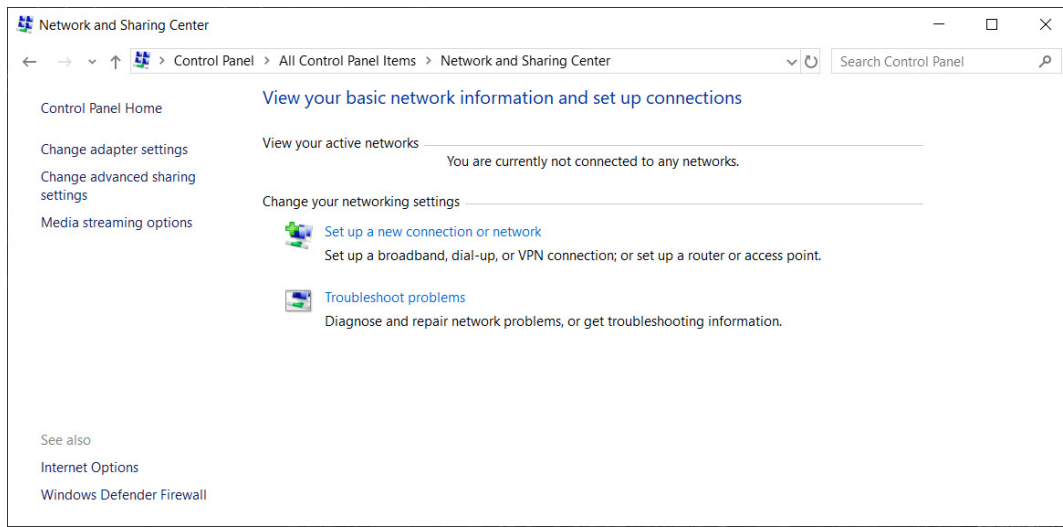 Network and Sharing Center
Control Panel > All Control Panel Items > Network and Sharing Center
Search Control Panel
Control Panel Home
Change adapter settings
Change advanced sharing
settings
Media streaming options
View your basic network information and set up connections
View your active networks
You are currently not connected to any networks.
Change your networking settings
Set up a new connection or network
Set up a broadband, dial-up, or VPN connection; or set up a router or access point.
Troubleshoot problems
Diagnose and repair network problems, or get troubleshooting information.
See also
Internet Options
Windows Defender Firewall